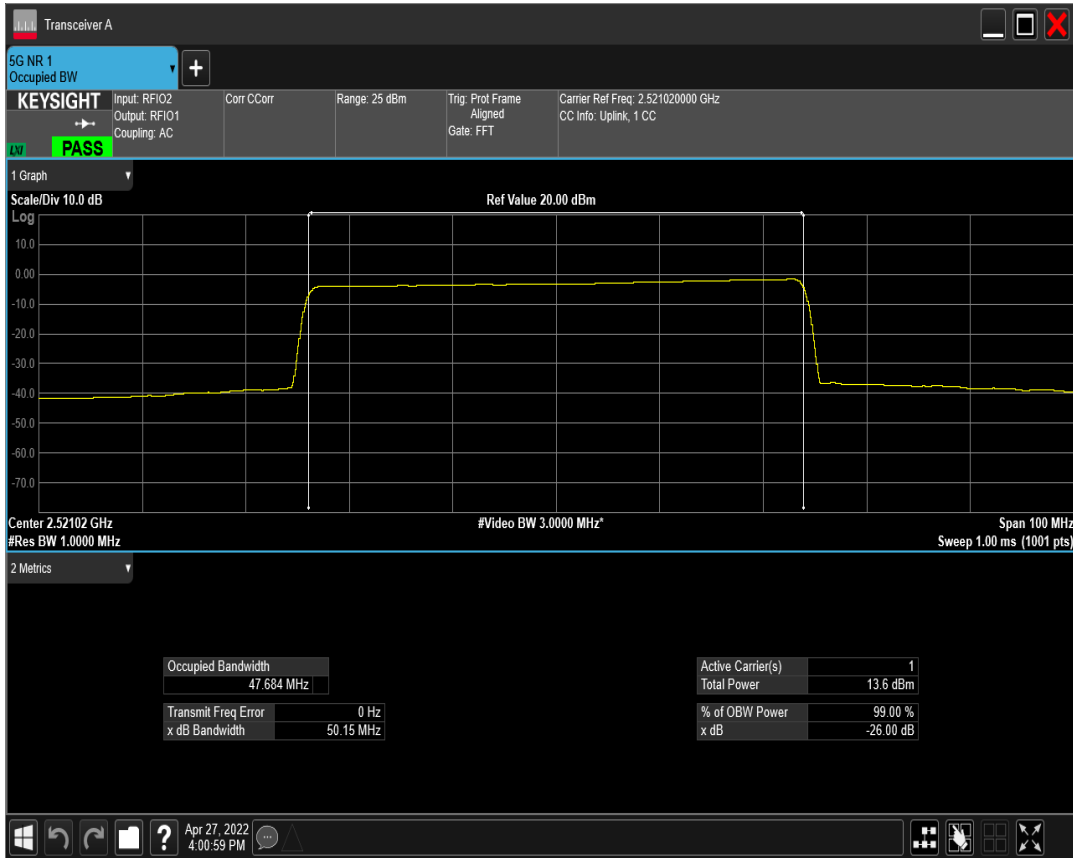 Transceiver A
5G NR 1
Occupied BW
+
KEYSIGHT
LXI
PASS
Input: RFIO2
Output: RFIO1
Coupling: AC
Corr CCorr
Range: 25 dBm
Trig: Prot Frame
Aligned
Gate: FFT
Carrier Ref Freq: 2.521020000 GHz
CC Info: Uplink, 1 CC
1 Graph
Scale/Div 10.0 dB
Ref Value 20.00 dBm
Log
10.0
0.00
-10.0
-20.0
-30.0
-40.0
-50.0
-60.0
-70.0
Center 2.52102 GHz
#Video BW 3.0000 MHz*
Span 100 MHz
#Res BW 1.0000 MHz
Sweep 1.00 ms (1001 pts)
2 Metrics
Occupied Bandwidth
47.684 MHz
Transmit Freq Error 0 Hz
x dB Bandwidth 50.15 MHz
Active Carrier(s) 1
Total Power 13.6 dBm
% of OBW Power 99.00 %
x dB -26.00 dB
?
Apr 27, 2022
4:00:59 PM